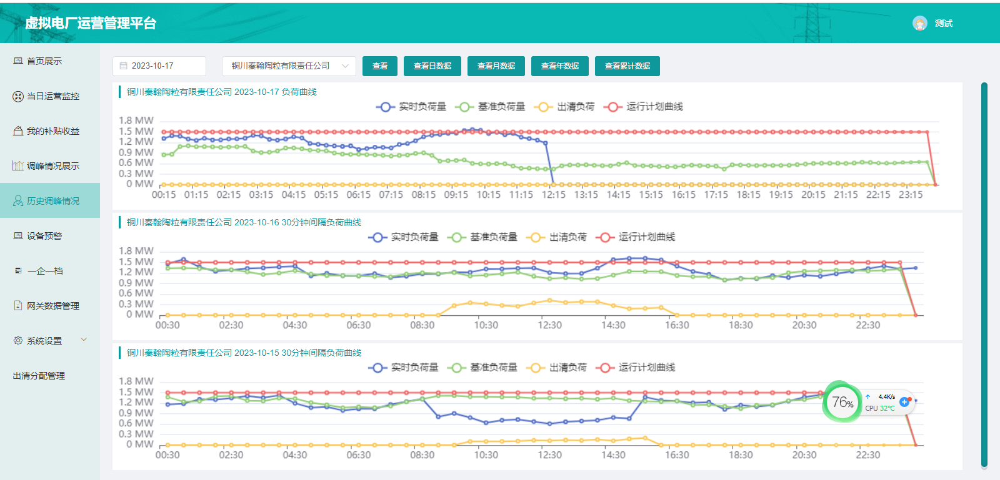 虚拟电厂运营管理平台
测试
首页展示
当日运营监控
我的补贴收益
调峰情况展示
历史调峰情况
设备预警
一企一档
网关数据管理
系统设置
出清分配管理
2023-10-17 铜川秦翰陶粒有限责任公司 查看 查看日数据 查看月数据 查看年数据 查看累计数据
铜川秦翰陶粒有限责任公司 2023-10-17 负荷曲线
实时负荷量 基准负荷量 出清负荷 运行计划曲线
1.8 MW
1.5 MW
1.2 MW
0.9 MW
0.6 MW
0.3 MW
0 MW
00:15 01:15 02:15 03:15 04:15 05:15 06:15 07:15 08:15 09:15 10:15 11:15 12:15 13:15 14:15 15:15 16:15 17:15 18:15 19:15 20:15 21:15 22:15 23:15
铜川秦翰陶粒有限责任公司 2023-10-16 30分钟间隔负荷曲线
实时负荷量 基准负荷量 出清负荷 运行计划曲线
1.8 MW
1.5 MW
1.2 MW
0.9 MW
0.6 MW
0.3 MW
0 MW
00:30 02:30 04:30 06:30 08:30 10:30 12:30 14:30 16:30 18:30 20:30 22:30
铜川秦翰陶粒有限责任公司 2023-10-15 30分钟间隔负荷曲线
实时负荷量 基准负荷量 出清负荷 运行计划曲线
1.8 MW
1.5 MW
1.2 MW
0.9 MW
0.6 MW
0.3 MW
0 MW
00:30 02:30 04:30 06:30 08:30 10:30 12:30 14:30 16:30 18:30 20:30 22:30
76%
4.4K/s
CPU 32℃